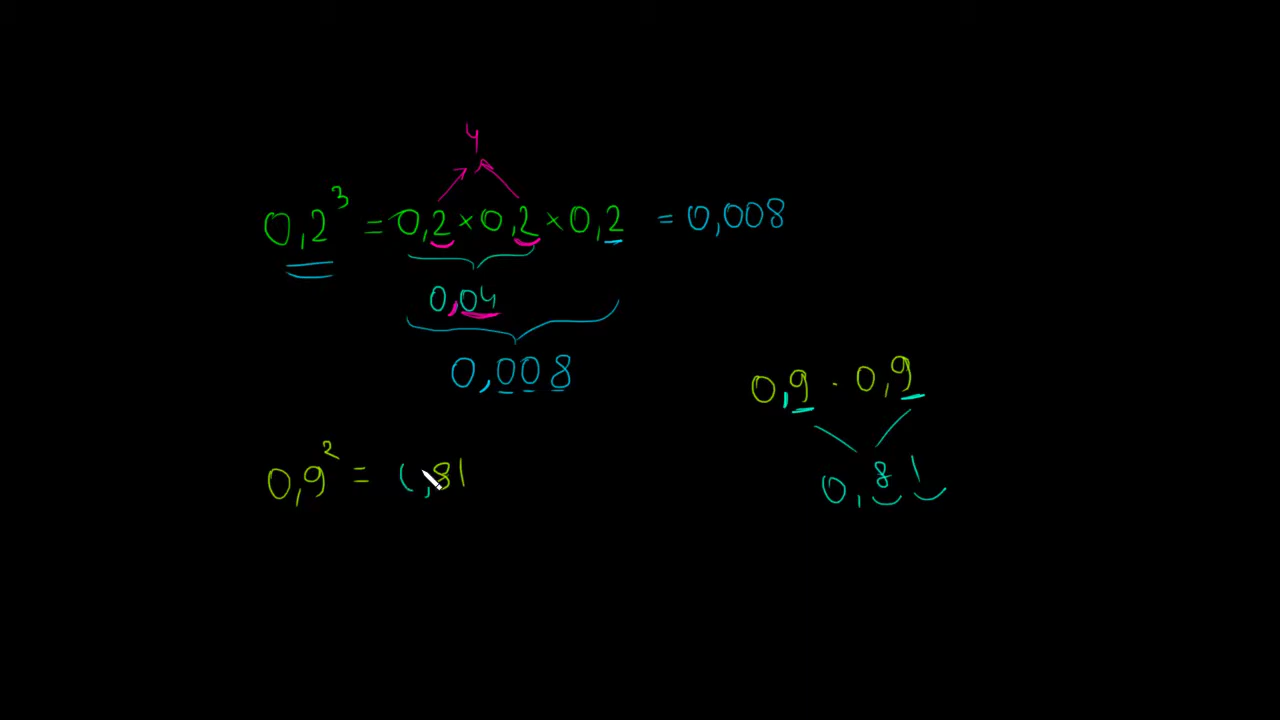 4
0,2³ = 0,2 × 0,2 × 0,2 = 0,008
0,04
0,008
0,9 · 0,9
0,9² = (,81
0,81